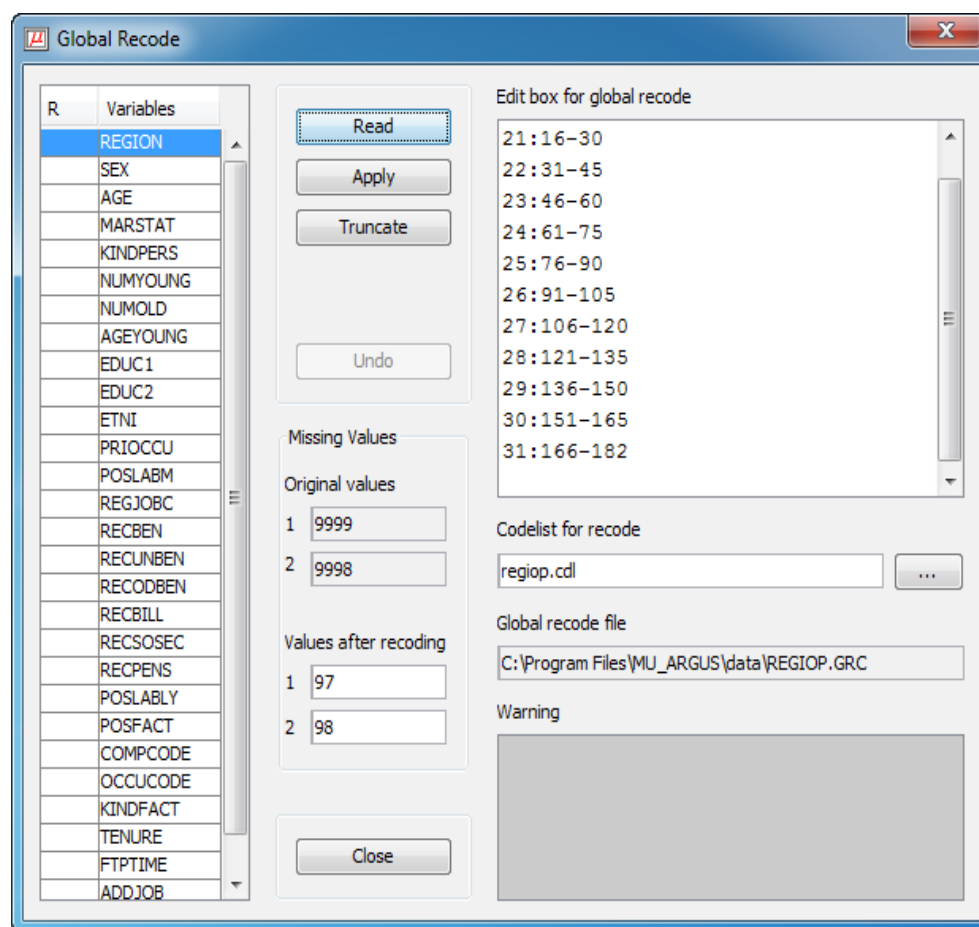 μ Global Recode
R Variables
REGION
SEX
AGE
MARSTAT
KINDPERS
NUMYOUNG
NUMOLD
AGEYOUNG
EDUC1
EDUC2
ETNI
PRIOCCU
POSLABM
REGJOBC
RECBEN
RECUNBEN
RECODBEN
RECBILL
RECSOSEC
RECPENS
POSLABLY
POSFACT
COMPCODE
OCCUCODE
KINDFACT
TENURE
FTPTIME
ADDJOB
Read
Apply
Truncate
Undo
Missing Values
Original values
1 9999
2 9998
Values after recoding
1 97
2 98
Close
Edit box for global recode
21:16-30
22:31-45
23:46-60
24:61-75
25:76-90
26:91-105
27:106-120
28:121-135
29:136-150
30:151-165
31:166-182
Codelist for recode
regiop.cdl
...
Global recode file
C:\Program Files\MU_ARGUS\data\REGIOP.GRC
Warning